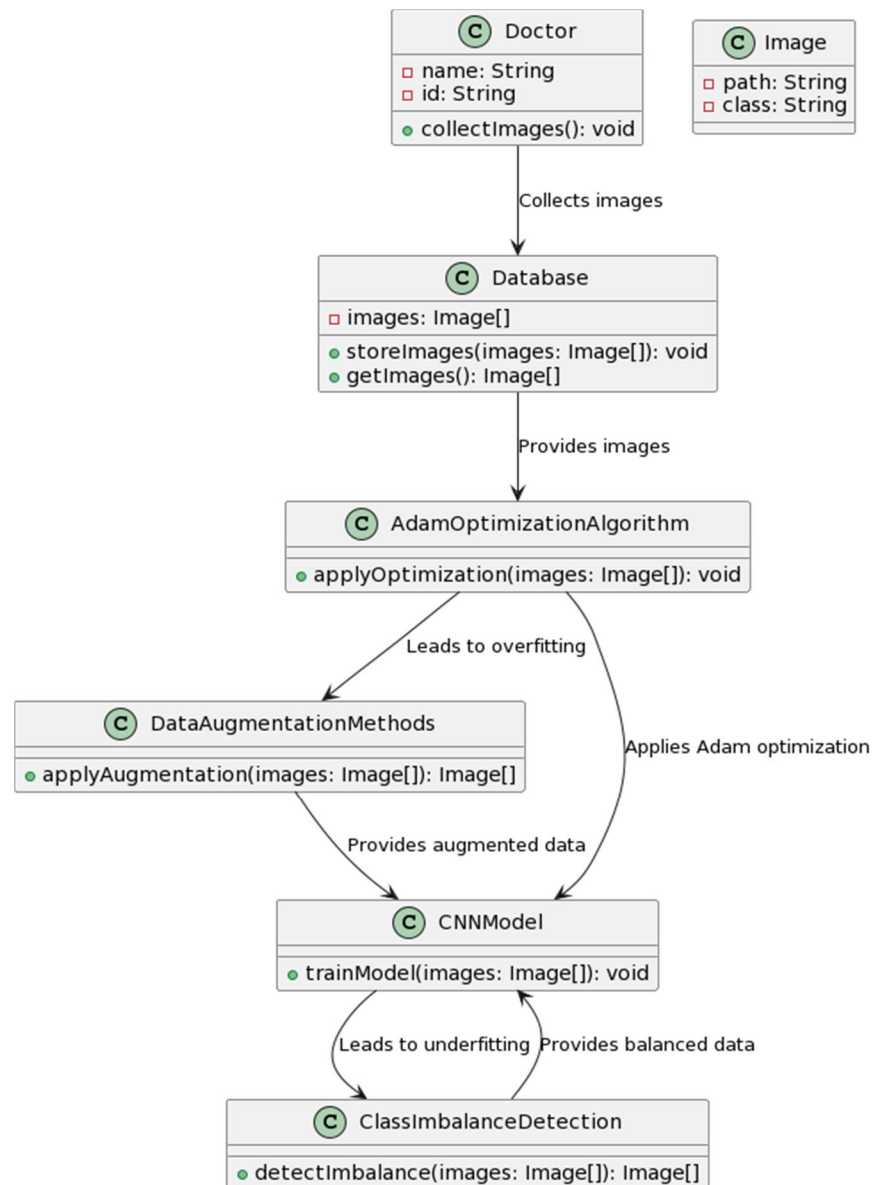 C Doctor
name: String
id: String
collectImages(): void
C Image
path: String
class: String
Collects images
C Database
images: Image[]
storeImages(images: Image[]): void
getImages(): Image[]
Provides images
C AdamOptimizationAlgorithm
applyOptimization(images: Image[]): void
Leads to overfitting
C DataAugmentationMethods
applyAugmentation(images: Image[]): Image[]
Applies Adam optimization
Provides augmented data
C CNNModel
trainModel(images: Image[]): void
Leads to underfitting
Provides balanced data
C ClassImbalanceDetection
detectImbalance(images: Image[]): Image[]